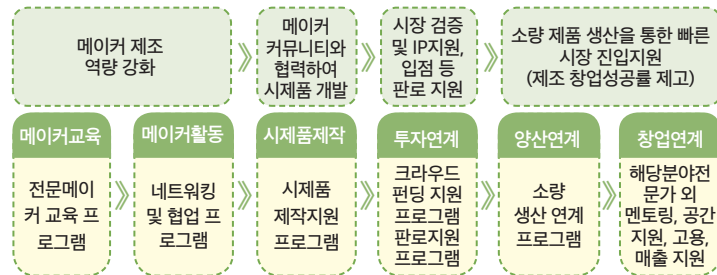 메이커 제조
역량 강화
메이커
커뮤니티와
협력하여
시제품 개발
시장 검증
및 IP지원,
입점 등
판로 지원
소량 제품 생산을 통한 빠른
시장 진입지원
(제조 창업성공률 제고)
메이커교육
전문메이
커 교육 프
로그램
메이커활동
네트워킹
및 협업 프
로그램
시제품제작
시제품
제작지원
프로그램
투자연계
크라우드
펀딩 지원
프로그램
판로지원
프로그램
양산연계
소량
생산 연계
프로그램
창업연계
해당분야전
문가 외
멘토링, 공간
지원, 고용,
매출 지원